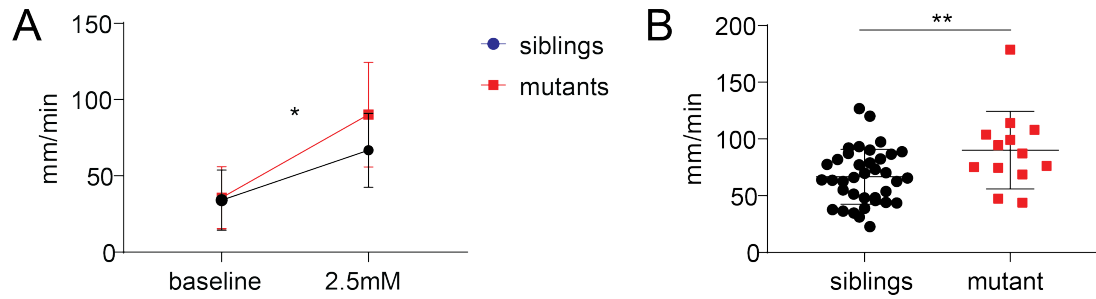 A
150
100
50
0
mm/min
*
baseline
2.5mM
siblings
mutants
B
200
150
100
50
0
mm/min
**
siblings
mutant